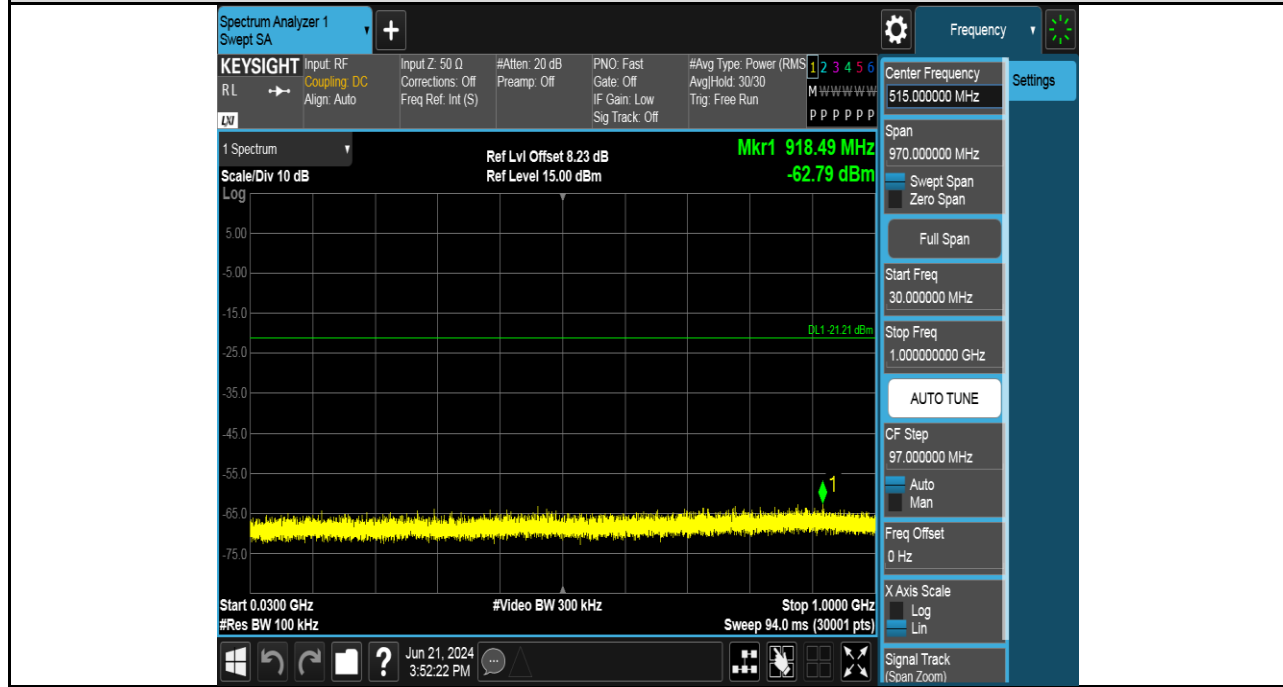 Spectrum Analyzer 1
Swept SA
+
Frequency
KEYSIGHT
RL
LXI
Input: RF
Coupling: DC
Align: Auto
Input Z: 50 Ω
Corrections: Off
Freq Ref: Int (S)
#Atten: 20 dB
Preamp: Off
PNO: Fast
Gate: Off
IF Gain: Low
Sig Track: Off
#Avg Type: Power (RMS
Avg|Hold: 30/30
Trig: Free Run
1 2 3 4 5 6
M W W W W W
P P P P P P
1 Spectrum
Scale/Div 10 dB
Ref Lvl Offset 8.23 dB
Ref Level 15.00 dBm
Mkr1 918.49 MHz
-62.79 dBm
Log
5.00
-5.00
-15.0
DL1 -21.21 dBm
-25.0
-35.0
-45.0
-55.0
1
-65.0
-75.0
Start 0.0300 GHz
#Res BW 100 kHz
#Video BW 300 kHz
Stop 1.0000 GHz
Sweep 94.0 ms (30001 pts)
?
Jun 21, 2024
3:52:22 PM
Center Frequency
515.000000 MHz
Settings
Span
970.000000 MHz
Swept Span
Zero Span
Full Span
Start Freq
30.000000 MHz
Stop Freq
1.000000000 GHz
AUTO TUNE
CF Step
97.000000 MHz
Auto
Man
Freq Offset
0 Hz
X Axis Scale
Log
Lin
Signal Track
(Span Zoom)